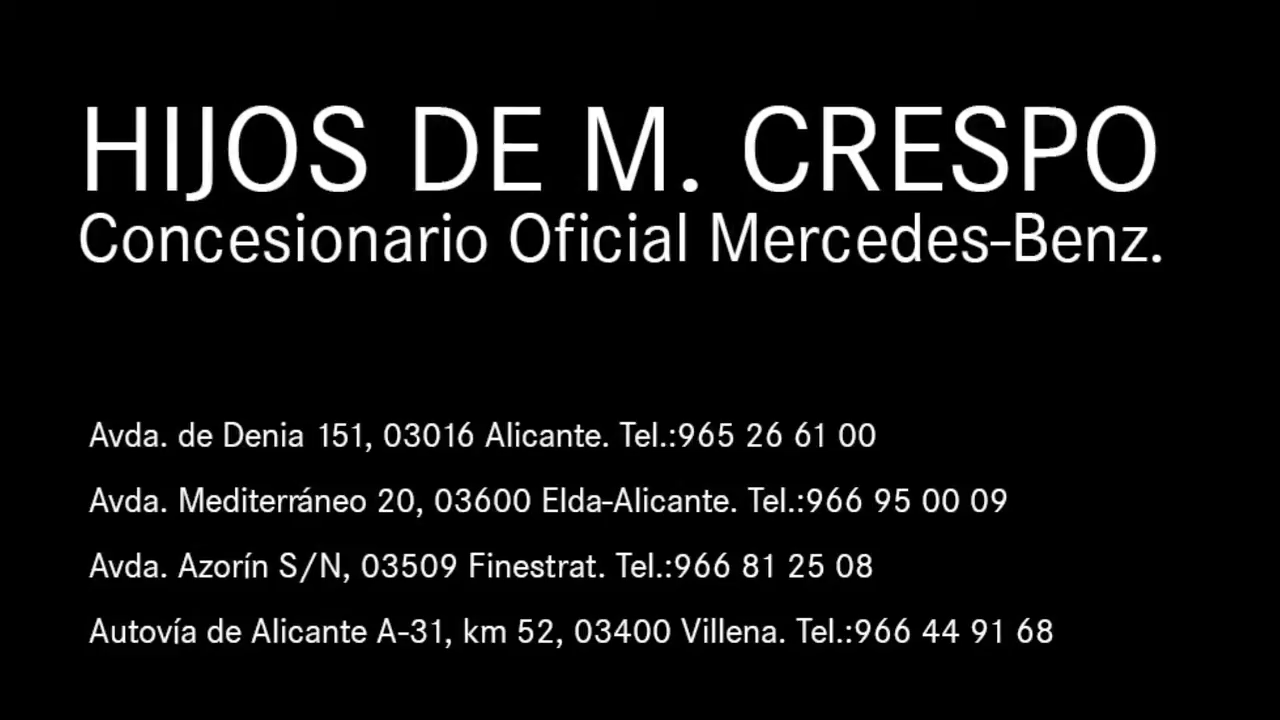 HIJOS DE M. CRESPO
Concesionario Oficial Mercedes-Benz.
Avda. de Denia 151, 03016 Alicante. Tel.:965 26 61 00
Avda. Mediterráneo 20, 03600 Elda-Alicante. Tel.:966 95 00 09
Avda. Azorín S/N, 03509 Finestrat. Tel.:966 81 25 08
Autovía de Alicante A-31, km 52, 03400 Villena. Tel.:966 44 91 68